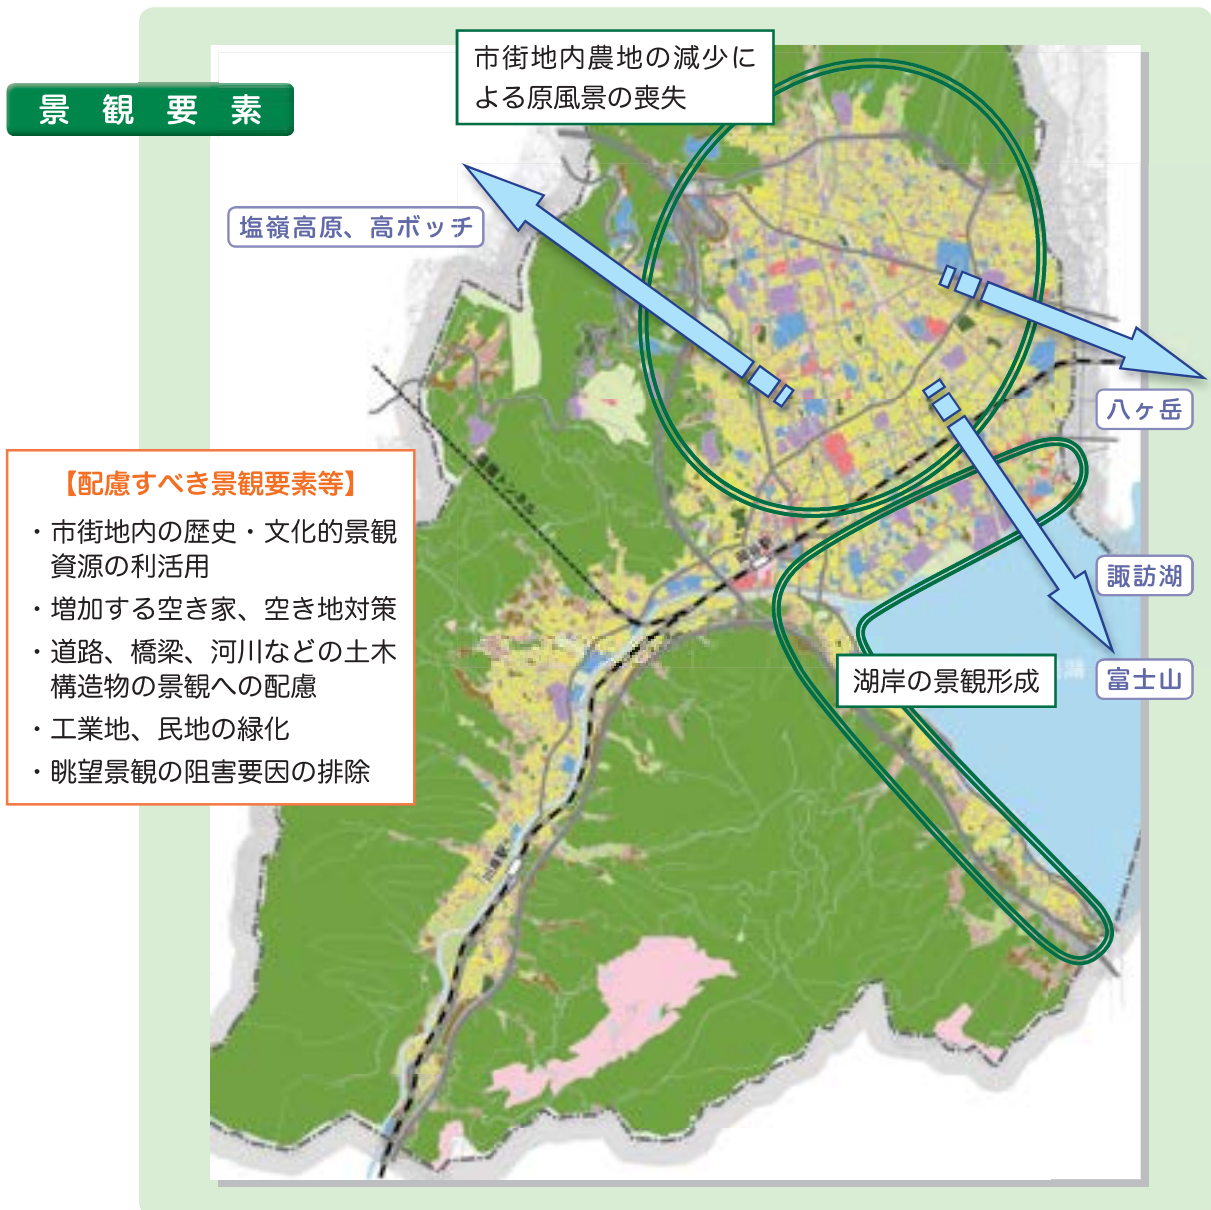 市街地内農地の減少に
よる原風景の喪失
景観要素
塩嶺高原、高ボッチ
八ヶ岳
【配慮すべき景観要素等】
・市街地内の歴史・文化的景観
資源の利活用
・増加する空き家、空き地対策
・道路、橋梁、河川などの土木
構造物の景観への配慮
・工業地、民地の緑化
・眺望景観の阻害要因の排除
諏訪湖
富士山
湖岸の景観形成